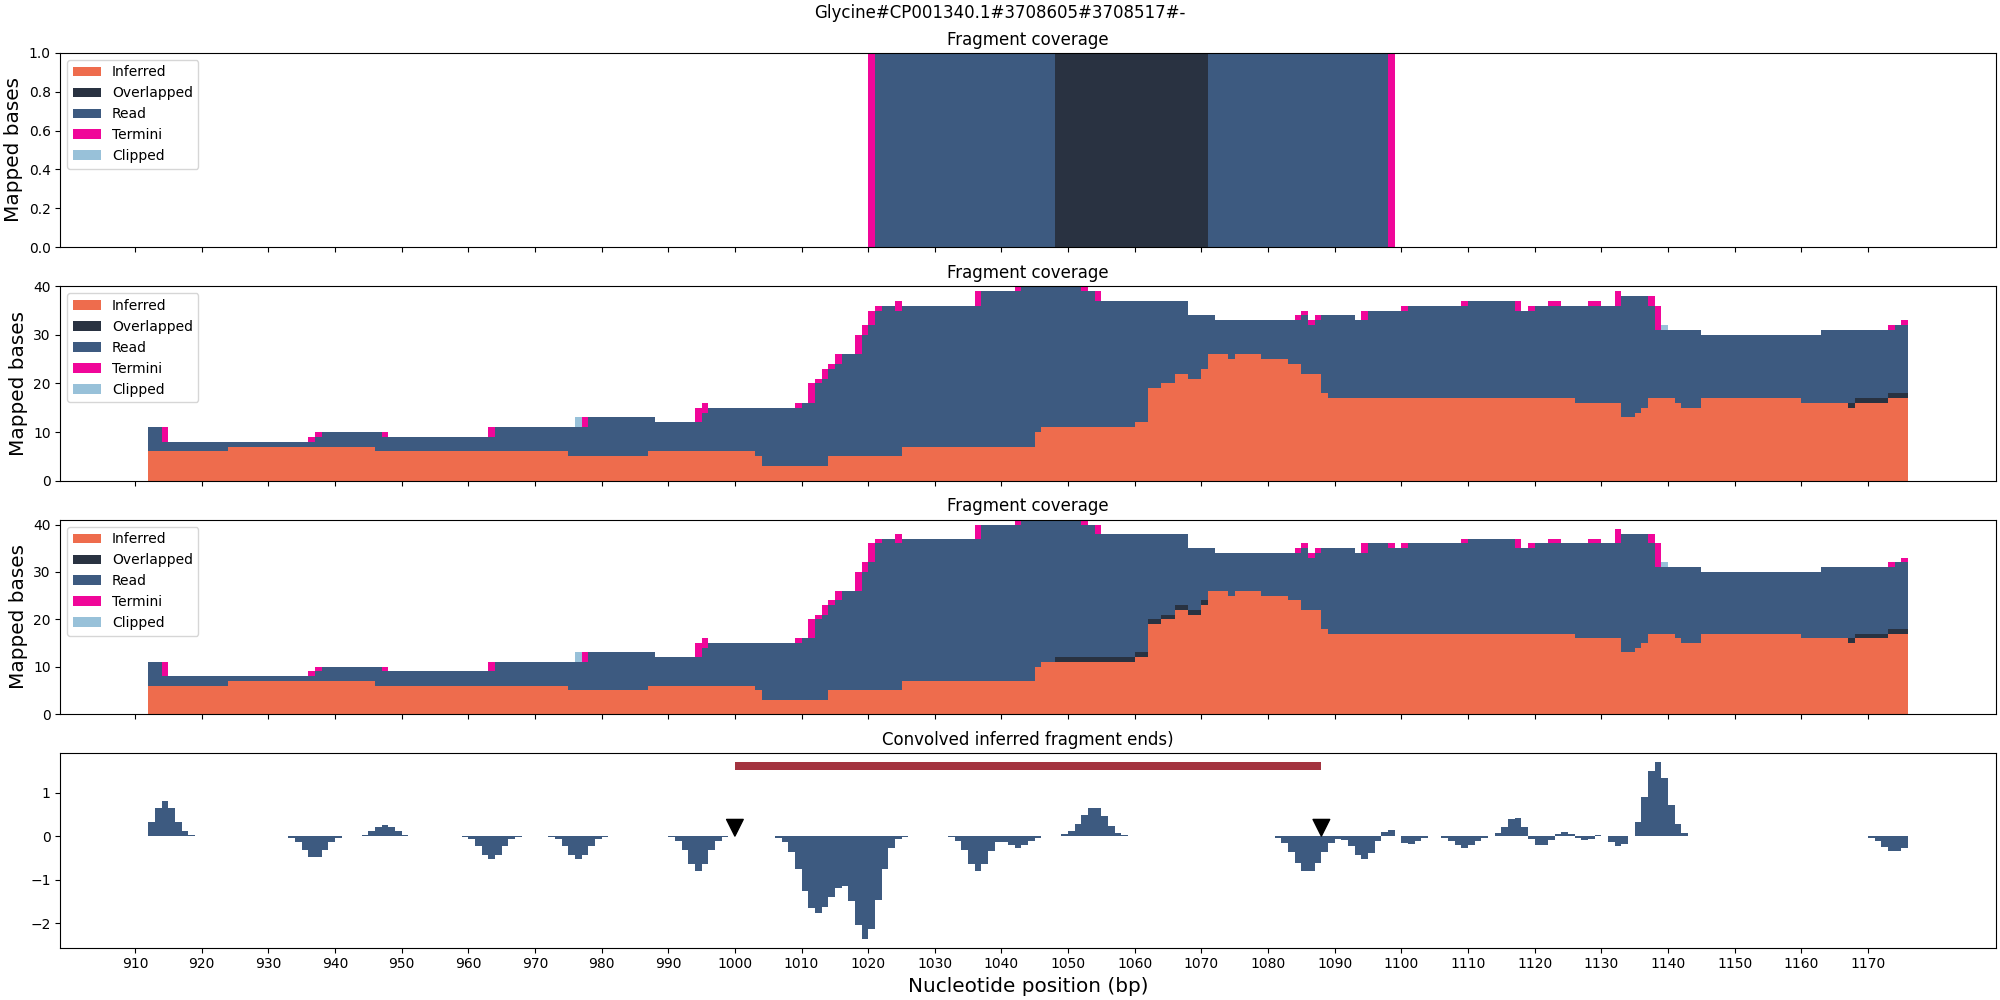 Glycine#CP001340.1#3708605#3708517#-
Fragment coverage
Mapped bases
1.0
0.8
0.6
0.4
0.2
0.0
Inferred
Overlapped
Read
Termini
Clipped
Fragment coverage
Mapped bases
40
30
20
10
0
Inferred
Overlapped
Read
Termini
Clipped
Fragment coverage
Mapped bases
40
30
20
10
0
Inferred
Overlapped
Read
Termini
Clipped
Convolved inferred fragment ends)
1
0
−1
−2
910 920 930 940 950 960 970 980 990 1000 1010 1020 1030 1040 1050 1060 1070 1080 1090 1100 1110 1120 1130 1140 1150 1160 1170
Nucleotide position (bp)